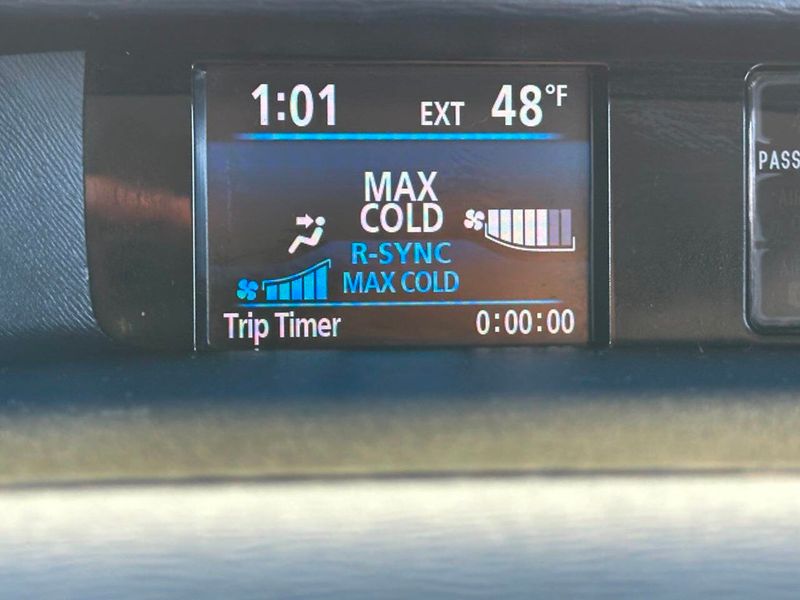 1:01 EXT 48°F
MAX
COLD
R-SYNC
MAX COLD
Trip Timer 0:00:00
PASS